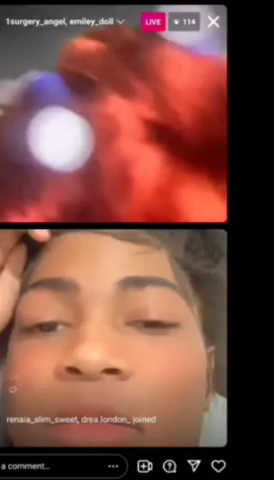 1surgery_angel, emiley_doll
LIVE
114
renaia_slim_sweet, drea.london_ joined
a comment...